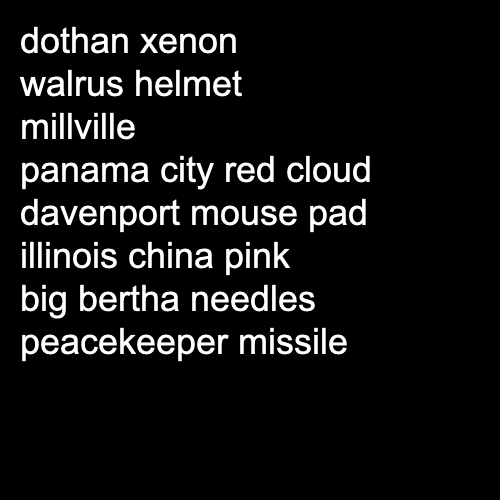 dothan xenon
walrus helmet
millville
panama city red cloud
davenport mouse pad
illinois china pink
big bertha needles
peacekeeper missile